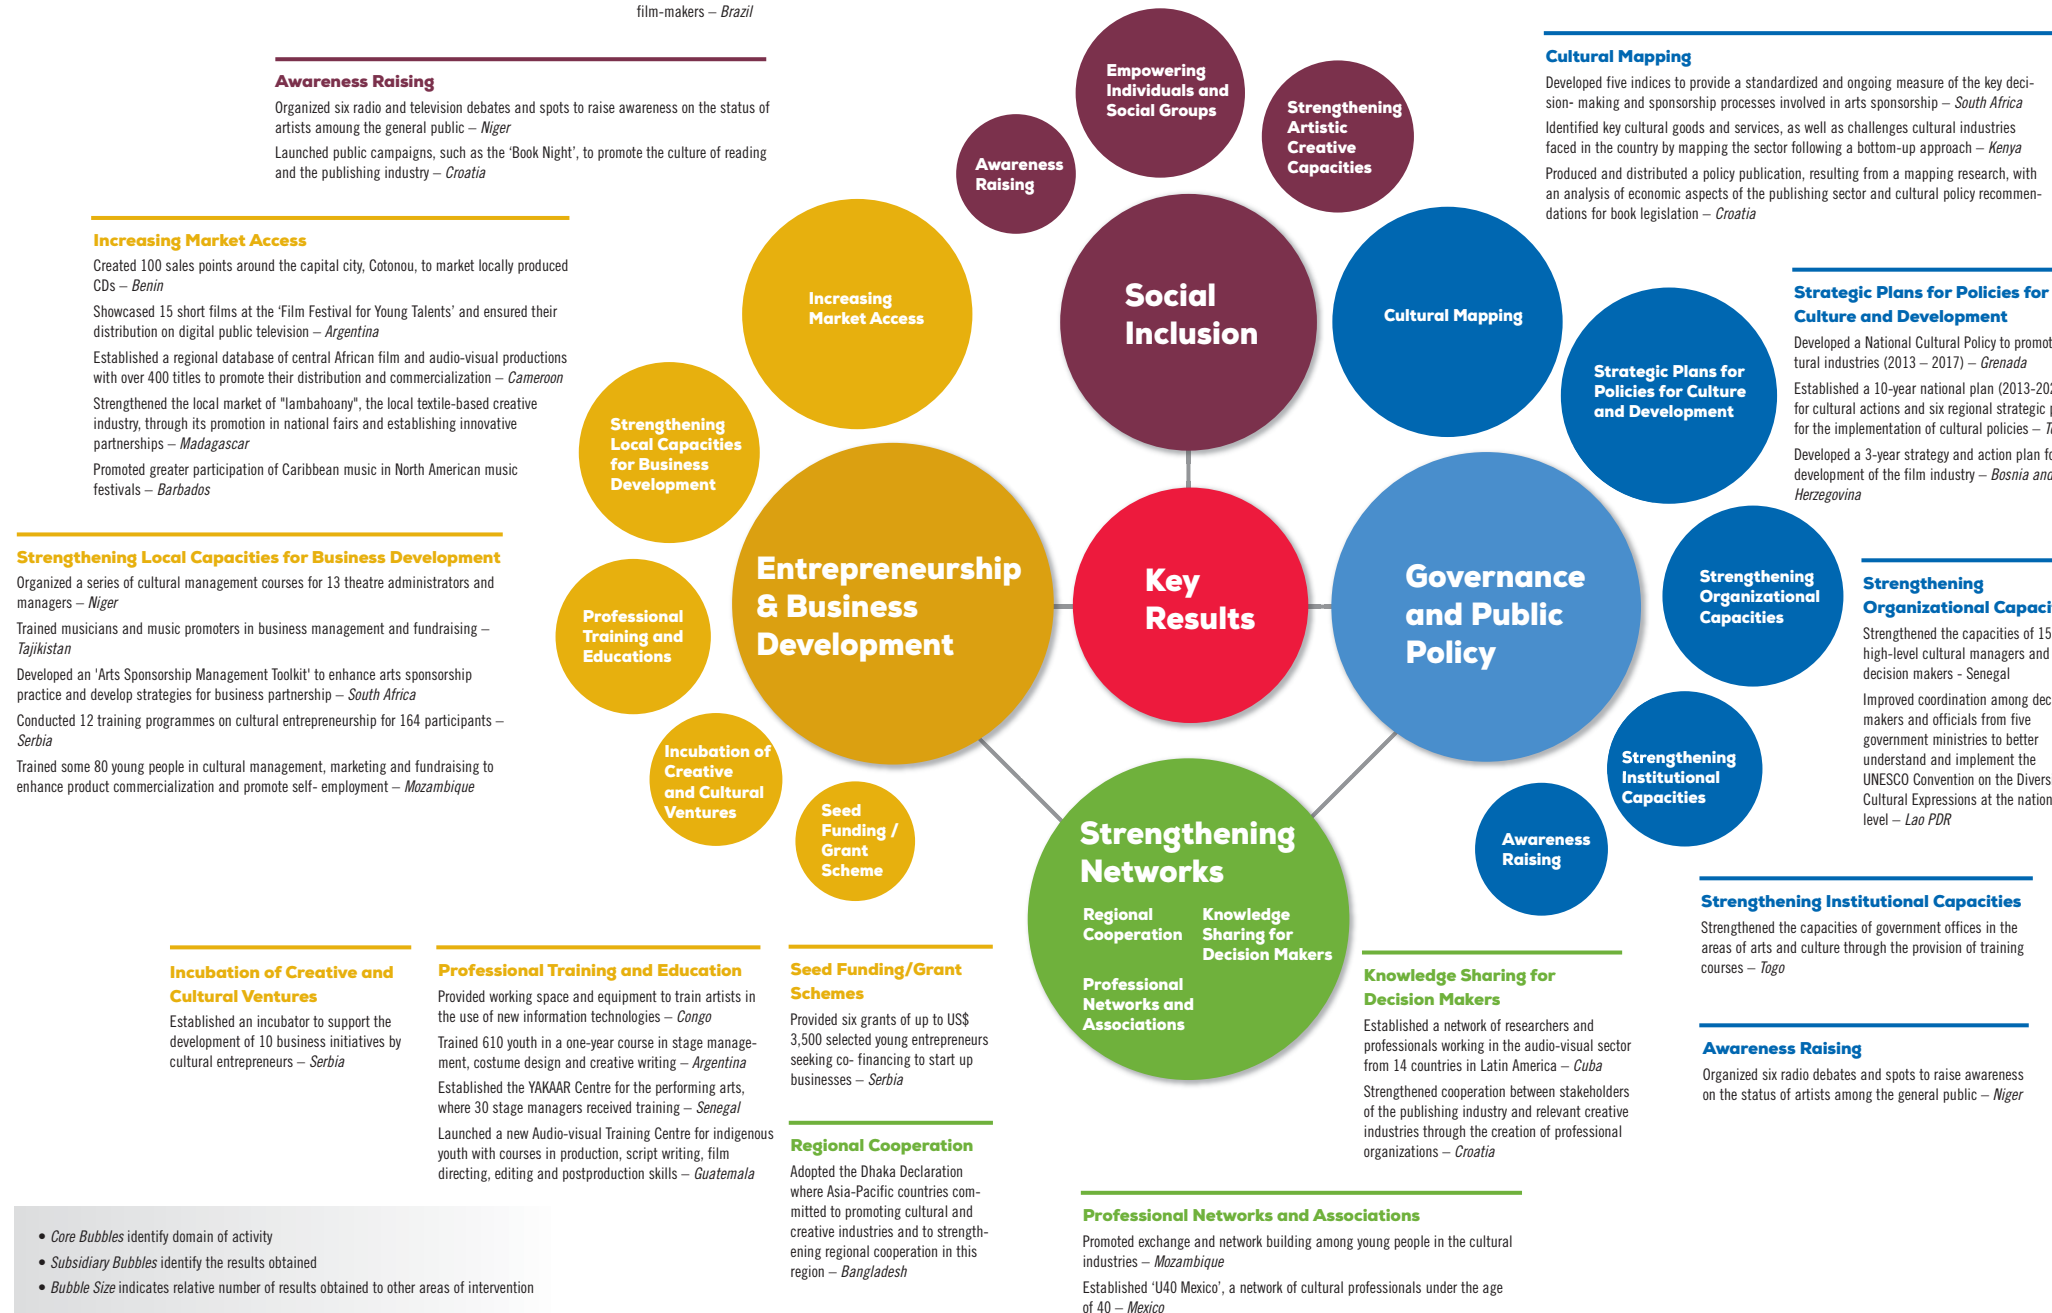 film-makers – Brazil
Awareness Raising
Organized six radio and television debates and spots to raise awareness on the status of
artists amoung the general public – Niger
Launched public campaigns, such as the ‘Book Night’, to promote the culture of reading
and the publishing industry – Croatia
Increasing Market Access
Created 100 sales points around the capital city, Cotonou, to market locally produced
CDs – Benin
Showcased 15 short films at the ‘Film Festival for Young Talents’ and ensured their
distribution on digital public television – Argentina
Established a regional database of central African film and audio-visual productions
with over 400 titles to promote their distribution and commercialization – Cameroon
Strengthened the local market of "lambahoany", the local textile-based creative
industry, through its promotion in national fairs and establishing innovative
partnerships – Madagascar
Promoted greater participation of Caribbean music in North American music
festivals – Barbados
Strengthening Local Capacities for Business Development
Organized a series of cultural management courses for 13 theatre administrators and
managers – Niger
Trained musicians and music promoters in business management and fundraising –
Tajikistan
Developed an 'Arts Sponsorship Management Toolkit' to enhance arts sponsorship
practice and develop strategies for business partnership – South Africa
Conducted 12 training programmes on cultural entrepreneurship for 164 participants –
Serbia
Trained some 80 young people in cultural management, marketing and fundraising to
enhance product commercialization and promote self- employment – Mozambique
Empowering
Individuals and
Social Groups
Strengthening
Artistic
Creative
Capacities
Awareness
Raising
Social
Inclusion
Increasing
Market Access
Strengthening
Local Capacities
for Business
Development
Professional
Training and
Educations
Incubation of
Creative
and Cultural
Ventures
Seed
Funding /
Grant
Scheme
Entrepreneurship
& Business
Development
Key
Results
Governance
and Public
Policy
Cultural Mapping
Strategic Plans for
Policies for Culture
and Development
Strengthening
Organizational
Capacities
Strengthening
Institutional
Capacities
Awareness
Raising
Strengthening
Networks
Regional
Cooperation
Knowledge
Sharing for
Decision Makers
Professional
Networks and
Associations
Cultural Mapping
Developed five indices to provide a standardized and ongoing measure of the key deci-
sion- making and sponsorship processes involved in arts sponsorship – South Africa
Identified key cultural goods and services, as well as challenges cultural industries
faced in the country by mapping the sector following a bottom-up approach – Kenya
Produced and distributed a policy publication, resulting from a mapping research, with
an analysis of economic aspects of the publishing sector and cultural policy recommen-
dations for book legislation – Croatia
Strategic Plans for Policies for
Culture and Development
Developed a National Cultural Policy to
tural industries (2013 – 2017) – Grenada
Established a 10-year national plan
for cultural actions and six regional strategic
for the implementation of cultural policies –
Developed a 3-year strategy and action plan
development of the film industry – Bosnia and
Herzegovina
Strengthening
Organizational
Strengthened the capacities of 15
high-level cultural managers and
decision makers - Senegal
Improved coordination among
makers and officials from five
government ministries to better
understand and implement the
UNESCO Convention on the
Cultural Expressions at the
level – Lao PDR
Strengthening Institutional Capacities
Strengthened the capacities of government offices in the
areas of arts and culture through the provision of training
courses – Togo
Awareness Raising
Organized six radio debates and spots to raise awareness
on the status of artists among the general public – Niger
Incubation of Creative and
Cultural Ventures
Established an incubator to support the
development of 10 business initiatives by
cultural entrepreneurs – Serbia
Professional Training and Education
Provided working space and equipment to train artists in
the use of new information technologies – Congo
Trained 610 youth in a one-year course in stage manage-
ment, costume design and creative writing – Argentina
Established the YAKAAR Centre for the performing arts,
where 30 stage managers received training – Senegal
Launched a new Audio-visual Training Centre for indigenous
youth with courses in production, script writing, film
directing, editing and postproduction skills – Guatemala
Seed Funding/Grant
Schemes
Provided six grants of up to US$
3,500 selected young entrepreneurs
seeking co- financing to start up
businesses – Serbia
Regional Cooperation
Adopted the Dhaka Declaration
where Asia-Pacific countries com-
mitted to promoting cultural and
creative industries and to strength-
ening regional cooperation in this
region – Bangladesh
Knowledge Sharing for
Decision Makers
Established a network of researchers and
professionals working in the audio-visual sector
from 14 countries in Latin America – Cuba
Strengthened cooperation between stakeholders
of the publishing industry and relevant creative
industries through the creation of professional
organizations – Croatia
Professional Networks and Associations
Promoted exchange and network building among young people in the cultural
industries – Mozambique
Established ‘U40 Mexico’, a network of cultural professionals under the age
of 40 – Mexico
• Core Bubbles identify domain of activity
• Subsidiary Bubbles identify the results obtained
• Bubble Size indicates relative number of results obtained to other areas of intervention